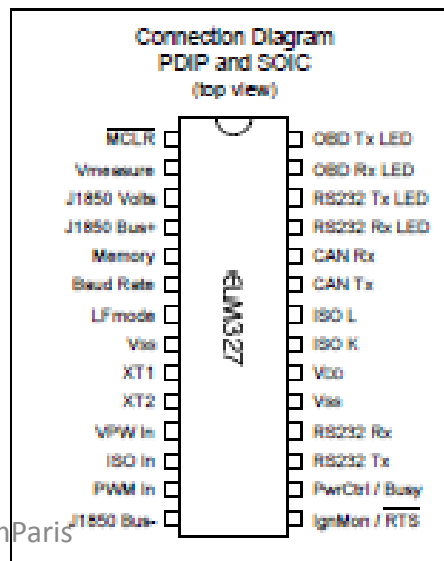 Connection Diagram
PDIP and SOIC
(top view)
MCLR
Vmeasure
J1850 Volts
J1850 Bus+
Memory
Baud Rate
LFmode
Vss
XT1
XT2
VPW In
ISO In
PWM In
J1850 Bus-
ELM327
OBD Tx LED
OBD Rx LED
RS232 Tx LED
RS232 Rx LED
CAN Rx
CAN Tx
ISO L
ISO K
VDD
Vss
RS232 Rx
RS232 Tx
PwrCtrl / Busy
IgnMon / RTS
nParis